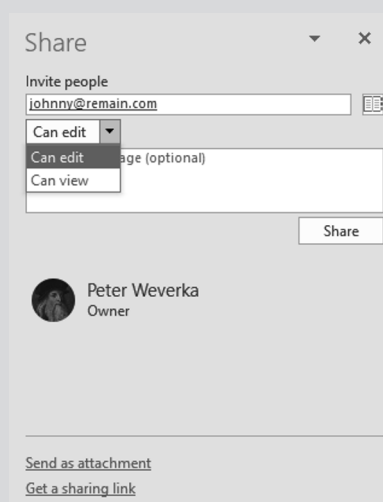 Share
Invite people
johnny@remain.com
Can edit
Can edit
age (optional)
Can view
Share
Peter Weverka
Owner
Send as attachment
Get a sharing link